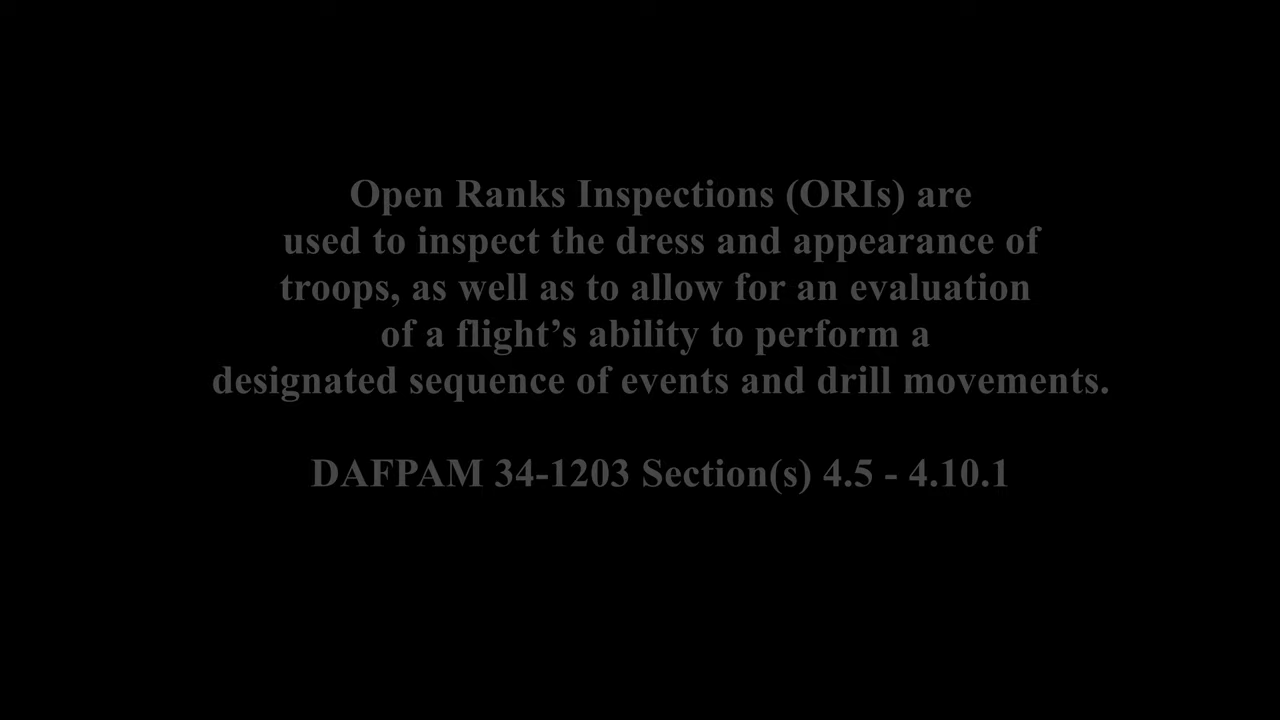 Open Ranks Inspections (ORIs) are
used to inspect the dress and appearance of
troops, as well as to allow for an evaluation
of a flight’s ability to perform a
designated sequence of events and drill movements.
DAFPAM 34-1203 Section(s) 4.5 - 4.10.1